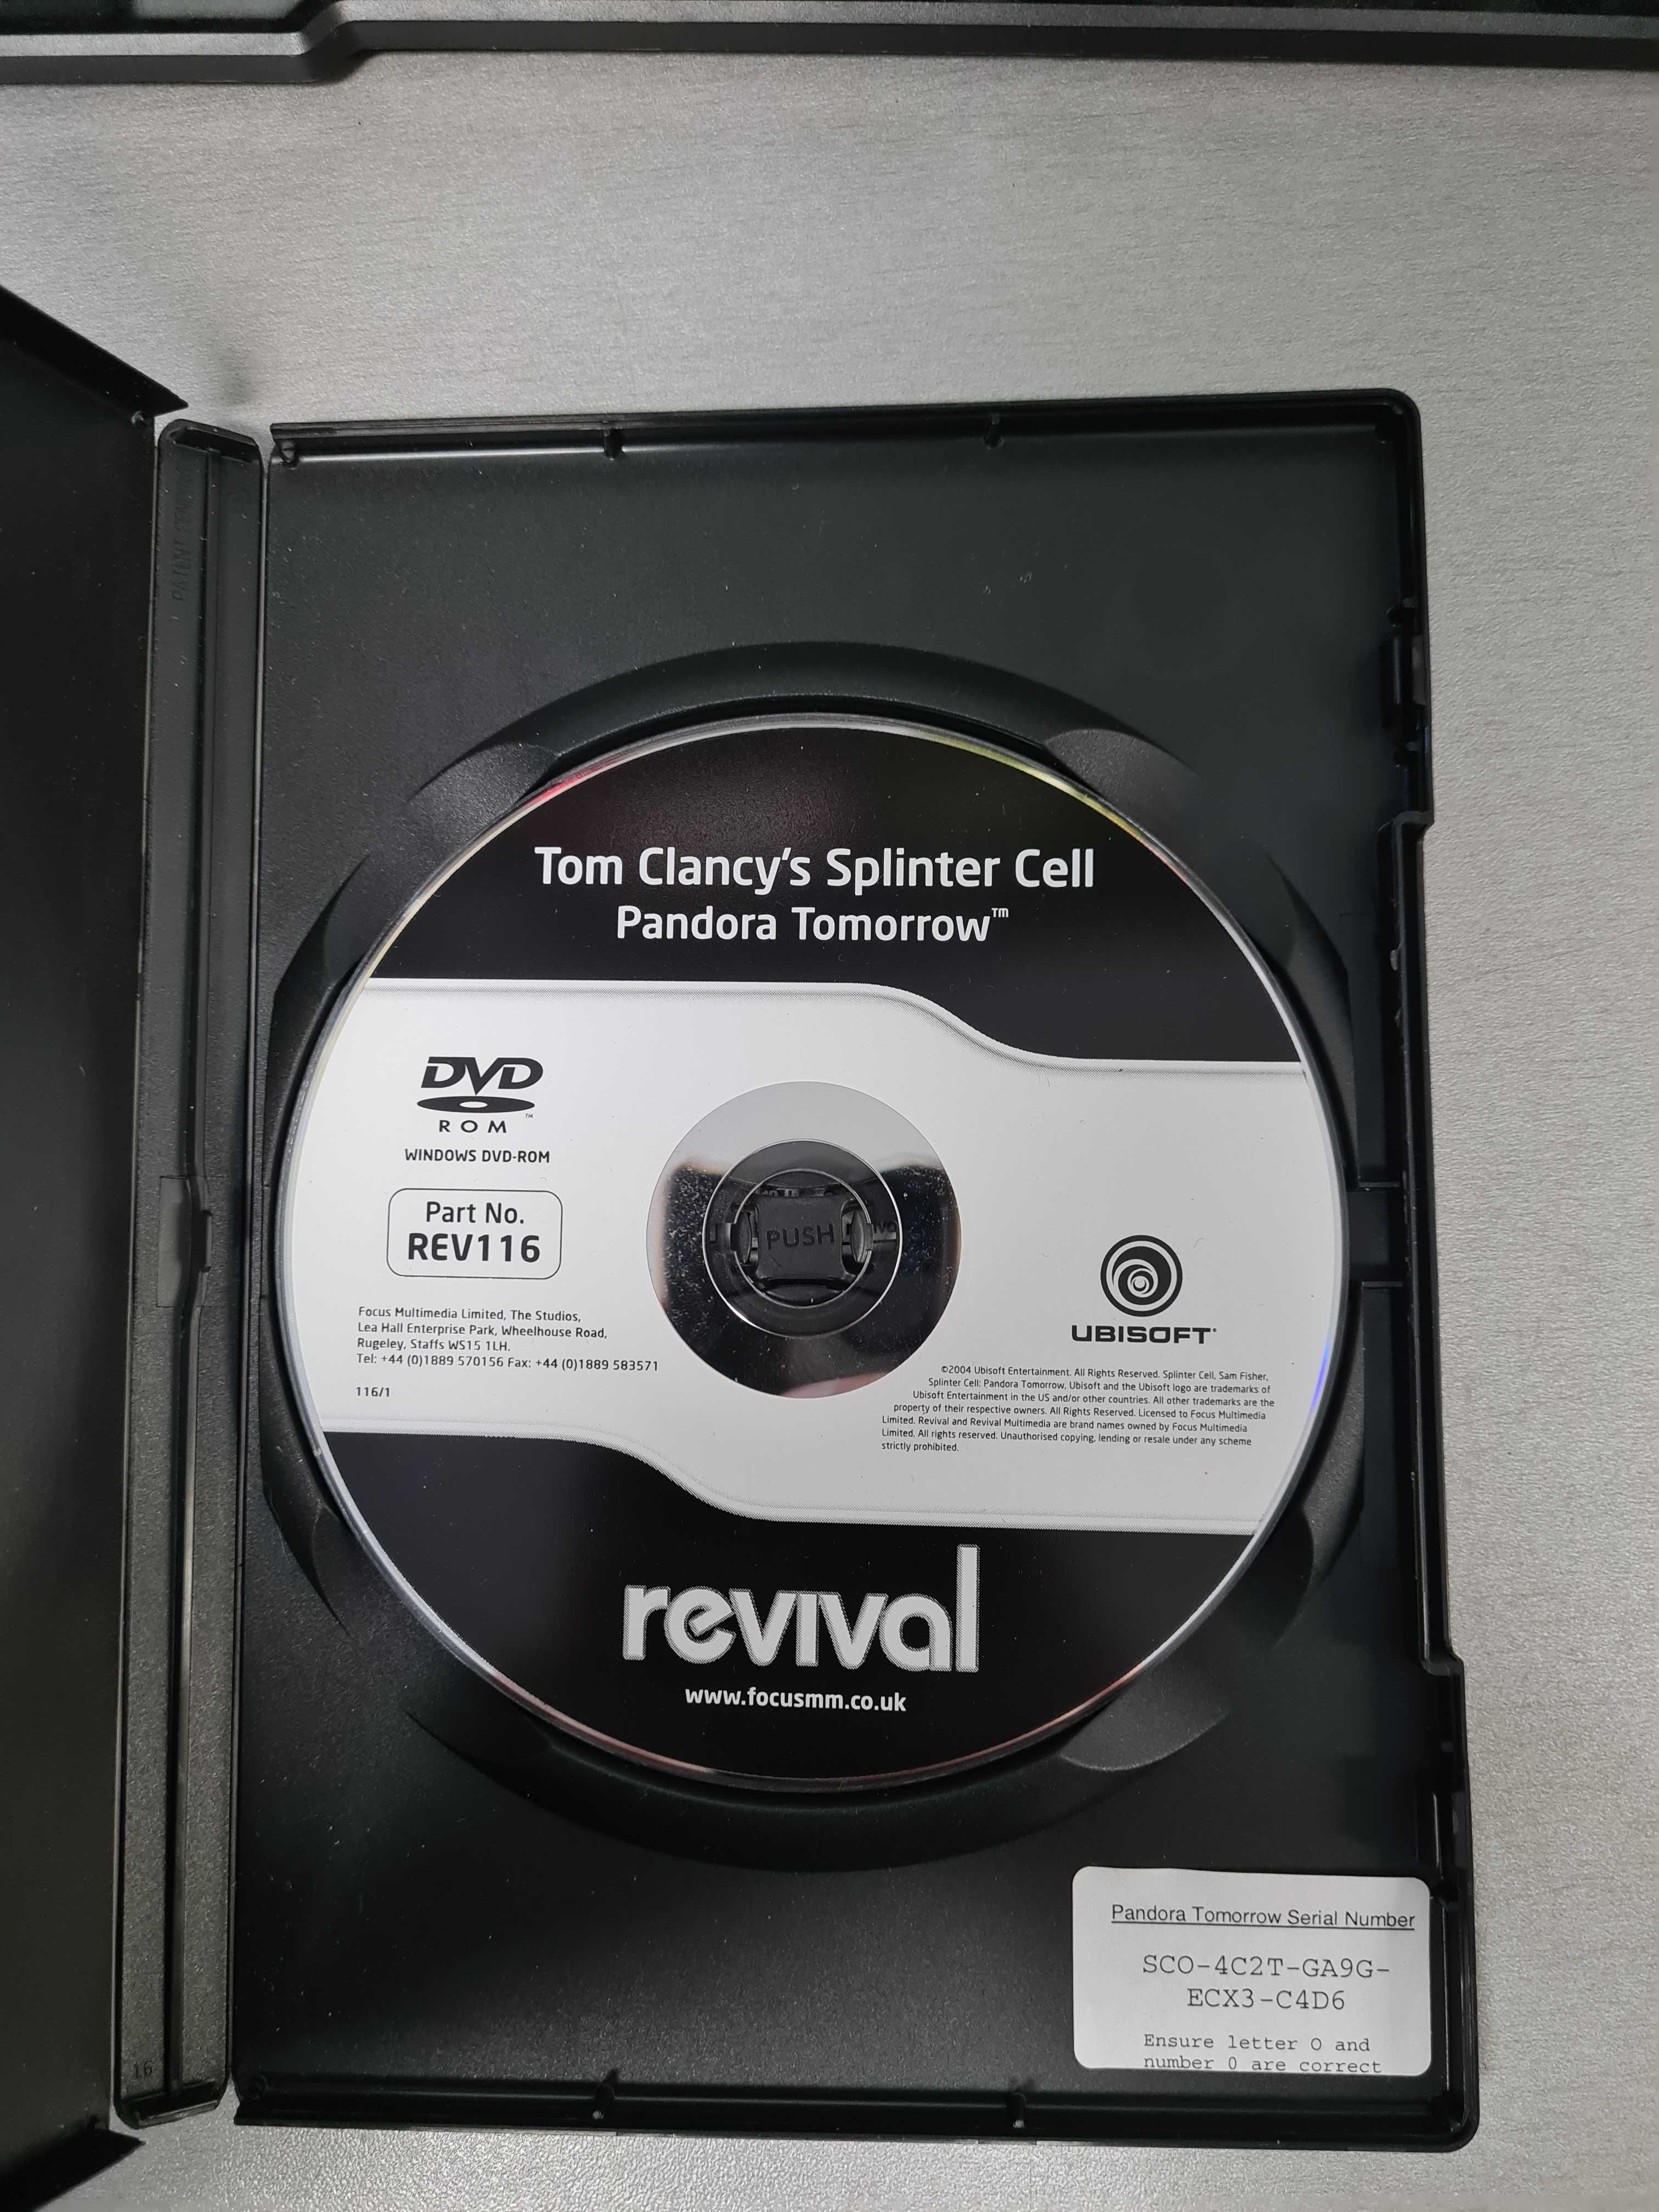 Tom Clancy's Splinter Cell
Pandora Tomorrow™
DVD
ROM™
WINDOWS DVD-ROM
Part No.
REV116
PUSH
Focus Multimedia Limited, The Studios,
Lea Hall Enterprise Park, Wheelhouse Road,
Rugeley, Staffs WS15 1LH.
Tel: +44 (0)1889 570156 Fax: +44 (0)1889 583571
116/1
UBISOFT
©2004 Ubisoft Entertainment. All Rights Reserved. Splinter Cell, Sam Fisher,
Splinter Cell: Pandora Tomorrow, Ubisoft and the Ubisoft logo are trademarks of
Ubisoft Entertainment in the US and/or other countries. All other trademarks are the
property of their respective owners. All Rights Reserved. Licensed to Focus Multimedia
Limited. Revival and Revival Multimedia are brand names owned by Focus Multimedia
Limited. All rights reserved. Unauthorised copying, lending or resale under any scheme
strictly prohibited.
revival
www.focusmm.co.uk
Pandora Tomorrow Serial Number
SCO-4C2T-GA9G-
ECX3-C4D6
Ensure letter O and
number 0 are correct
16